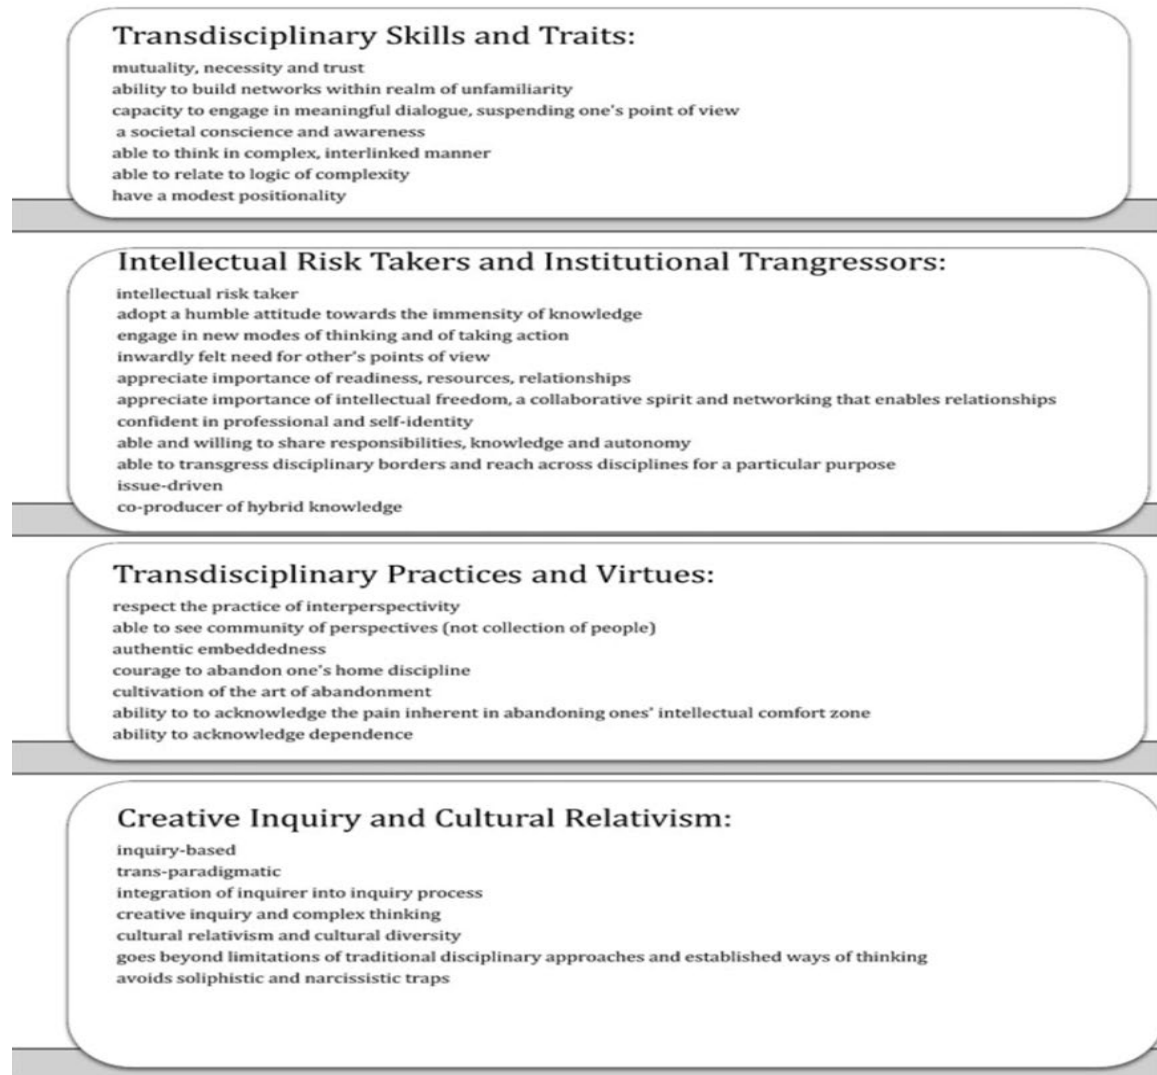 Transdisciplinary Skills and Traits:
mutuality, necessity and trust
ability to build networks within realm of unfamiliarity
capacity to engage in meaningful dialogue, suspending one's point of view
a societal conscience and awareness
able to think in complex, interlinked manner
able to relate to logic of complexity
have a modest positionality
Intellectual Risk Takers and Institutional Trangressors:
intellectual risk taker
adopt a humble attitude towards the immensity of knowledge
engage in new modes of thinking and of taking action
inwardly felt need for other's points of view
appreciate importance of readiness, resources, relationships
appreciate importance of intellectual freedom, a collaborative spirit and networking that enables relationships
confident in professional and self-identity
able and willing to share responsibilities, knowledge and autonomy
able to transgress disciplinary borders and reach across disciplines for a particular purpose
issue-driven
co-producer of hybrid knowledge
Transdisciplinary Practices and Virtues:
respect the practice of interperspectivity
able to see community of perspectives (not collection of people)
authentic embeddedness
courage to abandon one's home discipline
cultivation of the art of abandonment
ability to to acknowledge the pain inherent in abandoning ones' intellectual comfort zone
ability to acknowledge dependence
Creative Inquiry and Cultural Relativism:
inquiry-based
trans-paradigmatic
integration of inquirer into inquiry process
creative inquiry and complex thinking
cultural relativism and cultural diversity
goes beyond limitations of traditional disciplinary approaches and established ways of thinking
avoids soliphistic and narcissistic traps